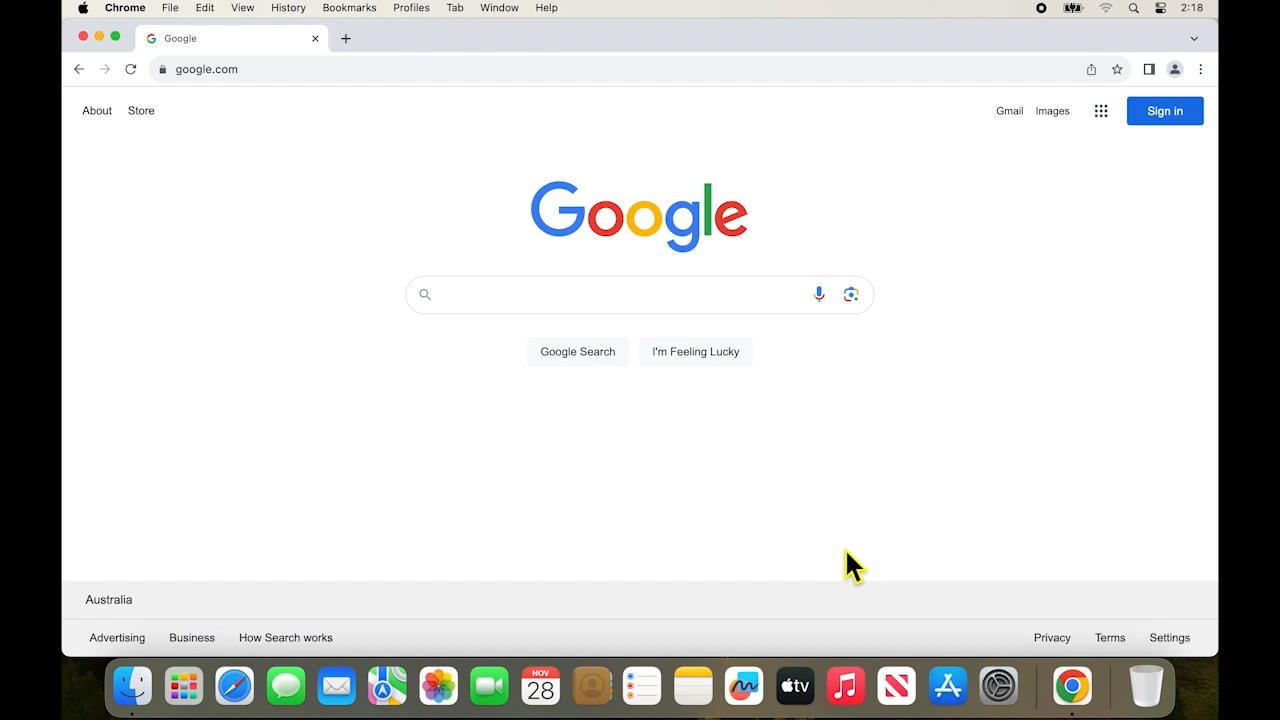 Chrome File Edit View History Bookmarks Profiles Tab Window Help 2:18
Google
google.com
About Store Gmail Images Sign in
Google
Google Search I'm Feeling Lucky
Australia
Advertising Business How Search works Privacy Terms Settings
NOV
28
tv